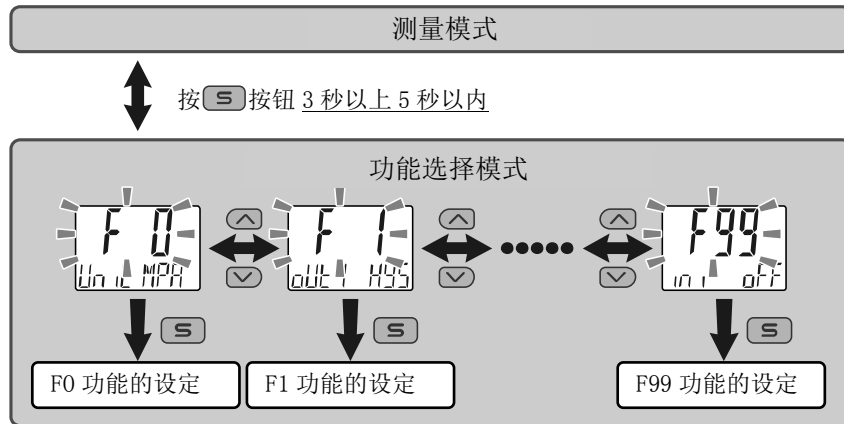 测量模式
按 S 按钮 3 秒以上 5 秒以内
功能选择模式
F 0 F 1 F99
Unit MPA oUt1 HYS ini oFF
S S S
F0 功能的设定 F1 功能的设定 F99 功能的设定